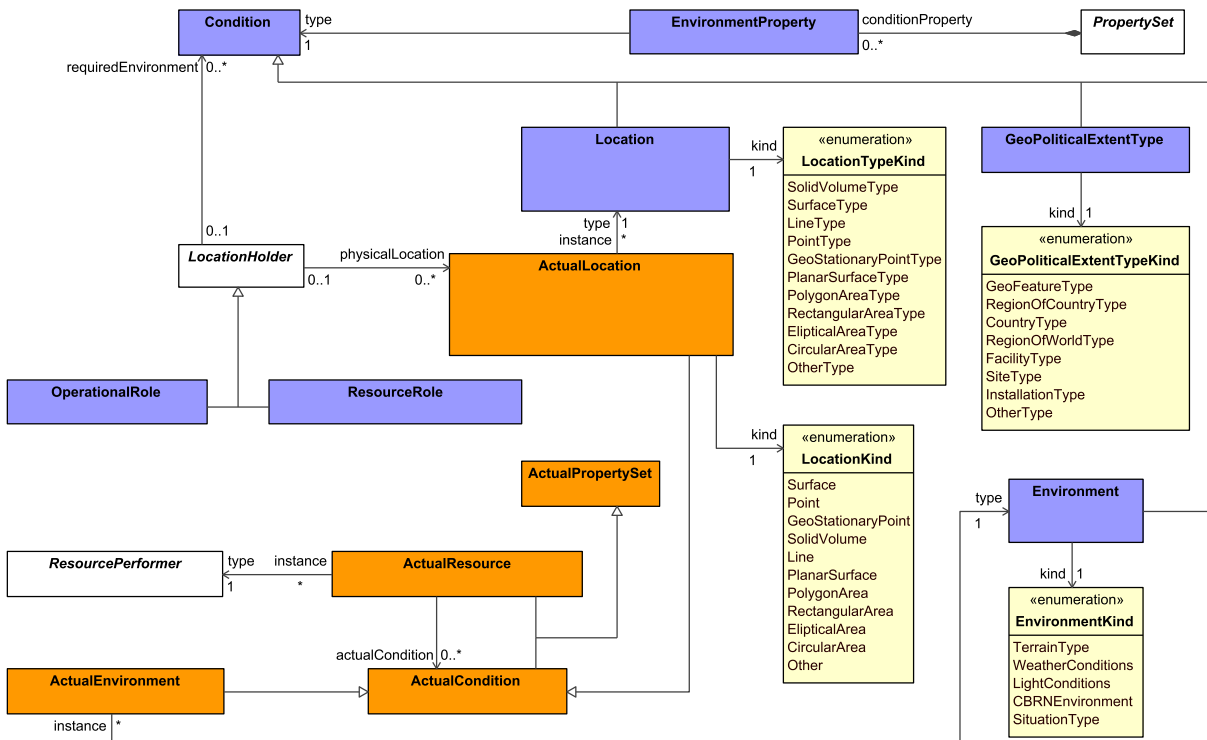 Condition
type
1
EnvironmentProperty
conditionProperty
0..*
PropertySet
requiredEnvironment
0..*
Location
kind
1
«enumeration»
LocationTypeKind
SolidVolumeType
SurfaceType
LineType
PointType
GeoStationaryPointType
PlanarSurfaceType
PolygonAreaType
RectangularAreaType
ElipticalAreaType
CircularAreaType
OtherType
GeoPoliticalExtentType
kind
1
«enumeration»
GeoPoliticalExtentTypeKind
GeoFeatureType
RegionOfCountryType
CountryType
RegionOfWorldType
FacilityType
SiteType
InstallationType
OtherType
type
1
instance
*
0..1
LocationHolder
0..1
physicalLocation
0..*
ActualLocation
OperationalRole
ResourceRole
kind
1
«enumeration»
LocationKind
Surface
Point
GeoStationaryPoint
SolidVolume
Line
PlanarSurface
PolygonArea
RectangularArea
ElipticalArea
CircularArea
Other
ActualPropertySet
type
1
Environment
kind
1
«enumeration»
EnvironmentKind
TerrainType
WeatherConditions
LightConditions
CBRNEnvironment
SituationType
ResourcePerformer
type
1
instance
*
ActualResource
actualCondition
0..*
ActualEnvironment
ActualCondition
instance
*